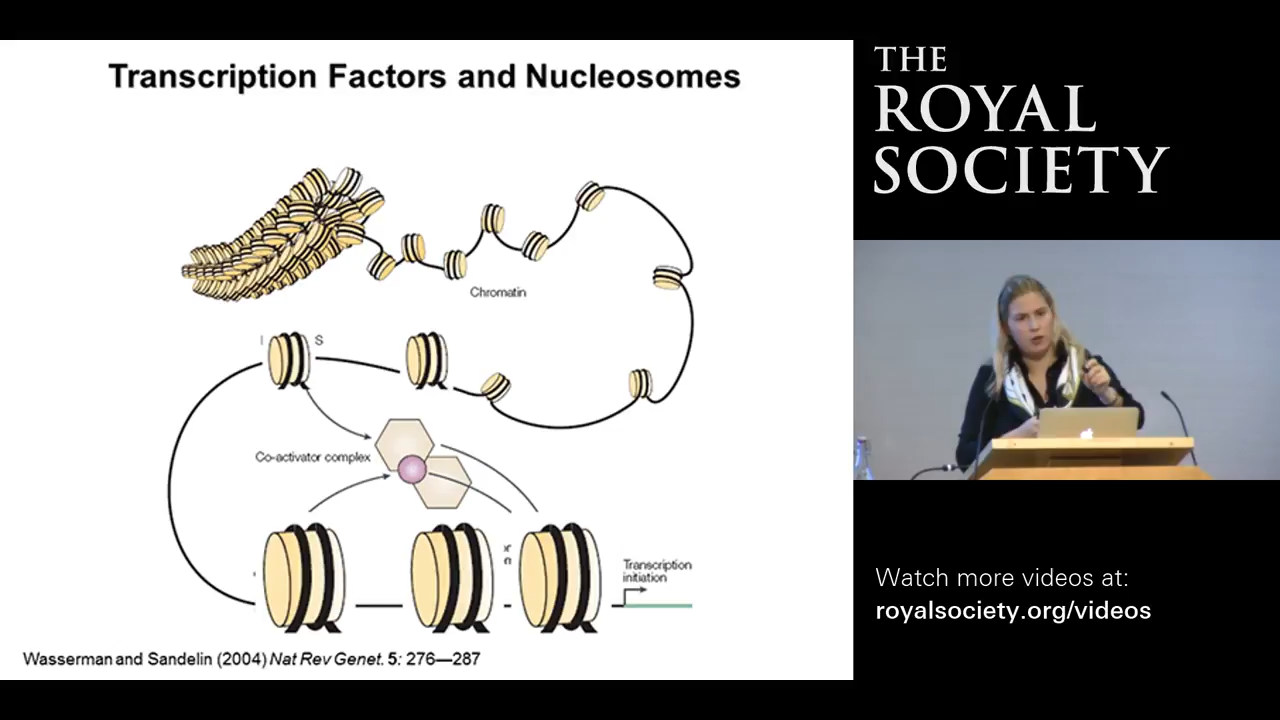 Transcription Factors and Nucleosomes
Chromatin
S
Co-activator complex
Transcription
initiation
Wasserman and Sandelin (2004) Nat Rev Genet. 5: 276—287
THE
ROYAL
SOCIETY
Watch more videos at:
royalsociety.org/videos